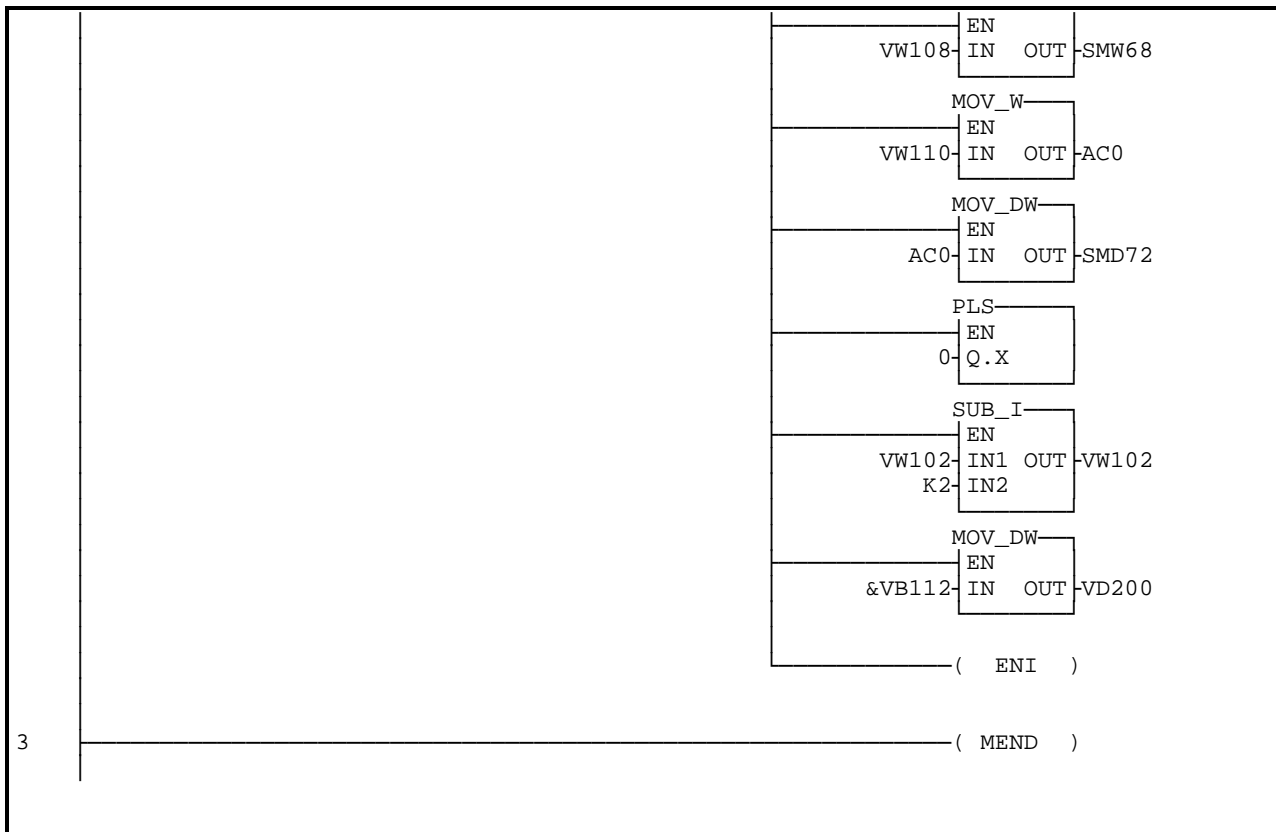 EN
VW108 IN OUT SMW68
MOV_W
EN
VW110 IN OUT AC0
MOV_DW
EN
AC0 IN OUT SMD72
PLS
EN
0 Q.X
SUB_I
EN
VW102 IN1 OUT VW102
K2 IN2
MOV_DW
EN
&VB112 IN OUT VD200
( ENI )
3 ( MEND )